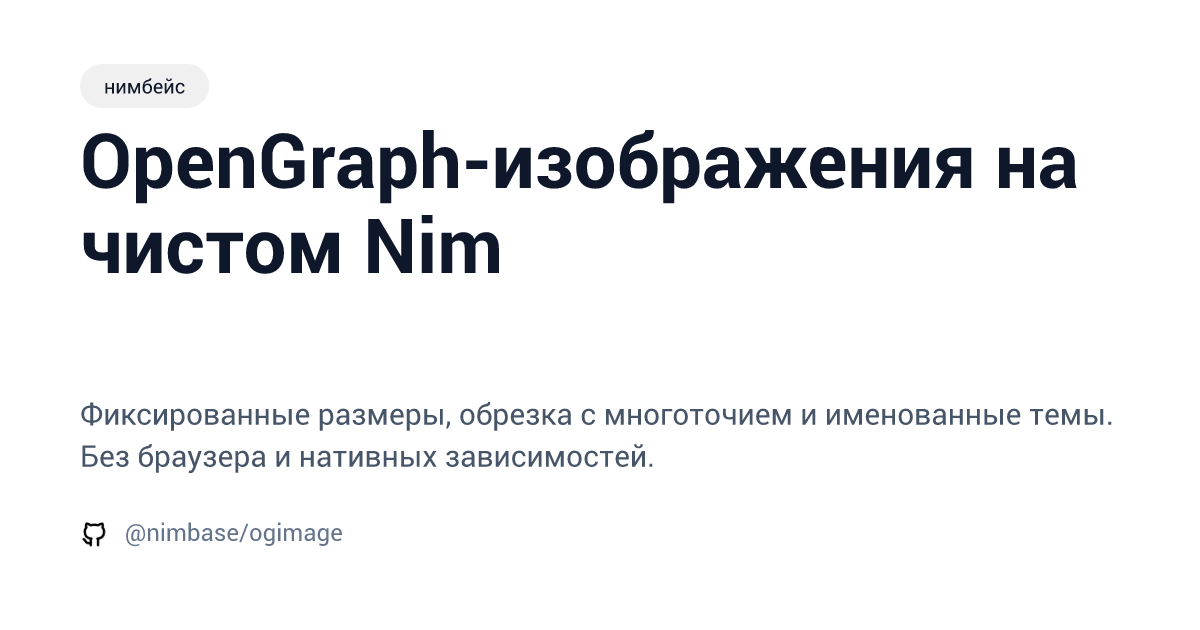 нимбейс
OpenGraph-изображения на
чистом Nim
Фиксированные размеры, обрезка с многоточием и именованные темы.
Без браузера и нативных зависимостей.
@nimbase/ogimage